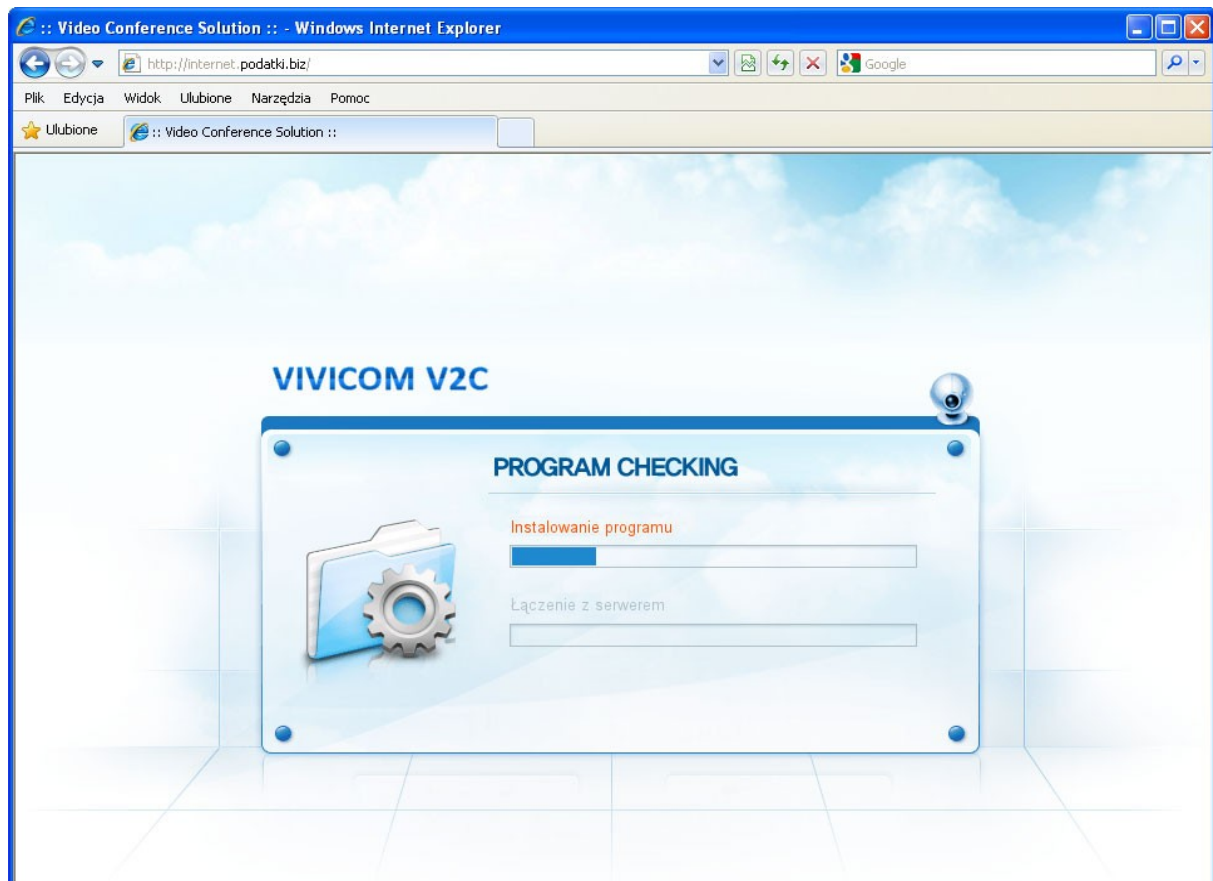 :: Video Conference Solution :: - Windows Internet Explorer
http://internet.podatki.biz/ Google
Plik Edycja Widok Ulubione Narzędzia Pomoc
Ulubione :: Video Conference Solution ::
VIVICOM V2C
PROGRAM CHECKING
Instalowanie programu
Łączenie z serwerem